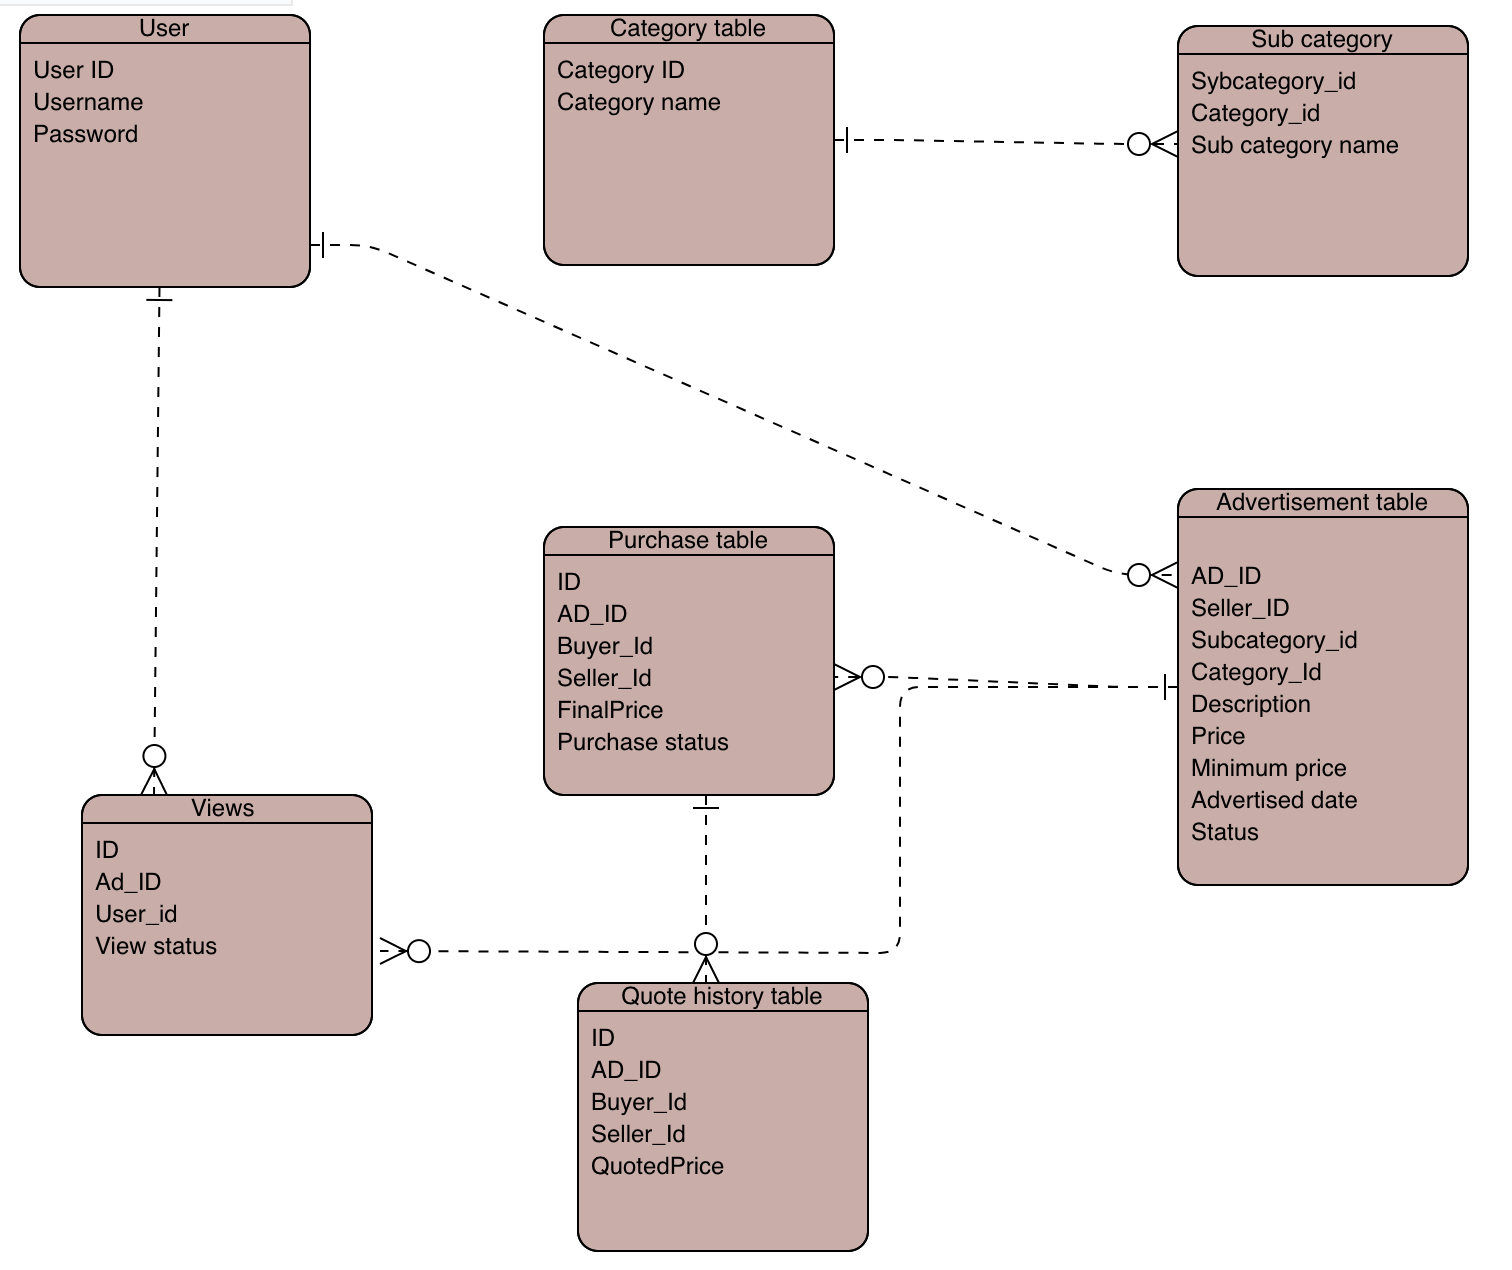 User
User ID
Username
Password
Category table
Category ID
Category name
Sub category
Sybcategory_id
Category_id
Sub category name
Purchase table
ID
AD_ID
Buyer_Id
Seller_Id
FinalPrice
Purchase status
Advertisement table
AD_ID
Seller_ID
Subcategory_id
Category_Id
Description
Price
Minimum price
Advertised date
Status
Views
ID
Ad_ID
User_id
View status
Quote history table
ID
AD_ID
Buyer_Id
Seller_Id
QuotedPrice